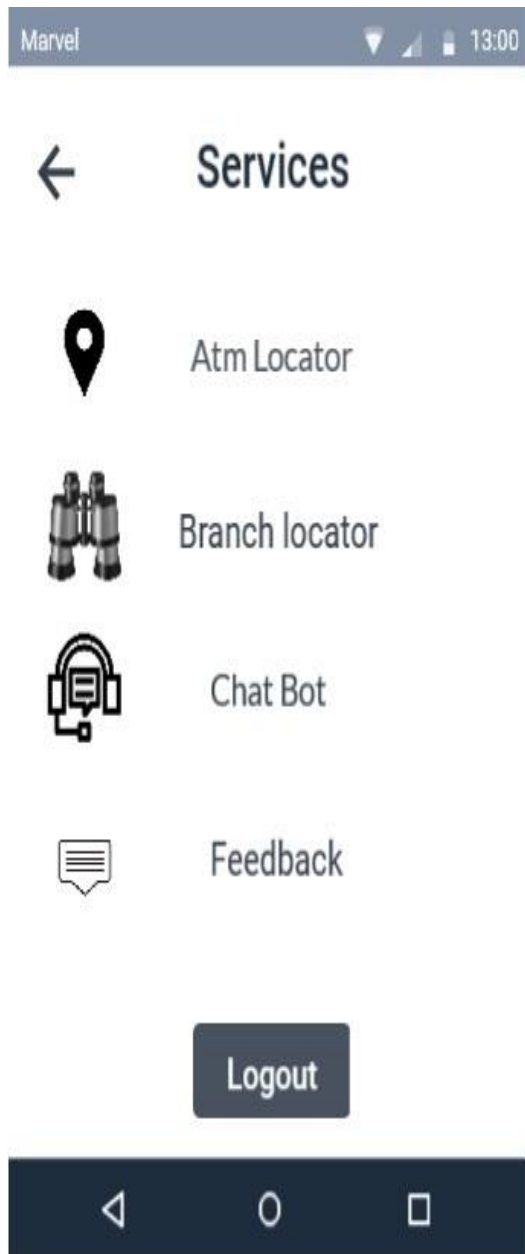 Marvel 13:00
Services
Atm Locator
Branch locator
Chat Bot
Feedback
Logout